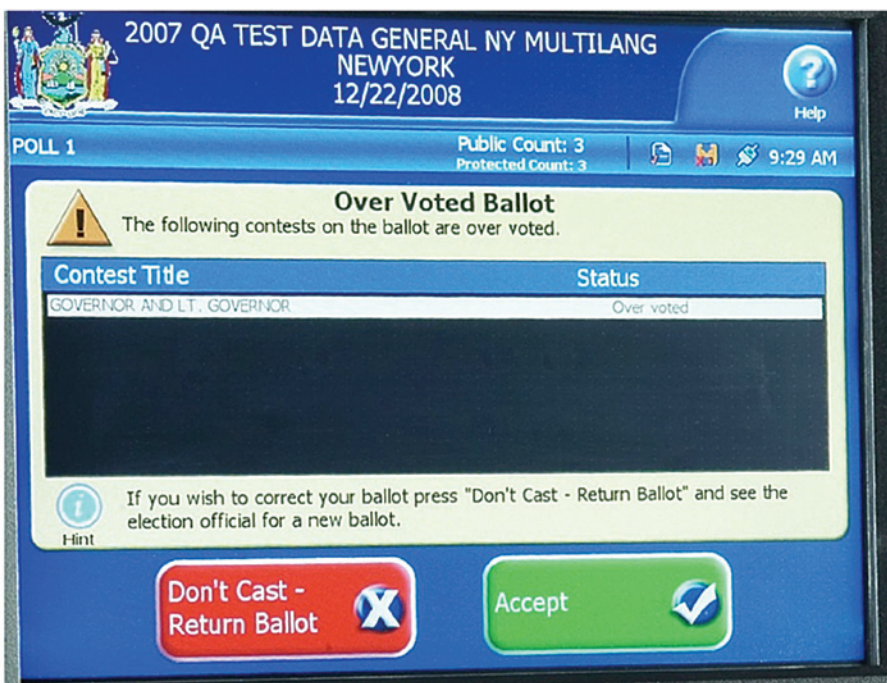 2007 QA TEST DATA GENERAL NY MULTILANG
NEWYORK
12/22/2008
?
Help
POLL 1
Public Count: 3
Protected Count: 3
9:29 AM
Over Voted Ballot
The following contests on the ballot are over voted.
Contest Title Status
GOVERNOR AND LT. GOVERNOR Over voted
If you wish to correct your ballot press "Don't Cast - Return Ballot" and see the
election official for a new ballot.
i
Hint
Don't Cast -
Return Ballot
X
Accept